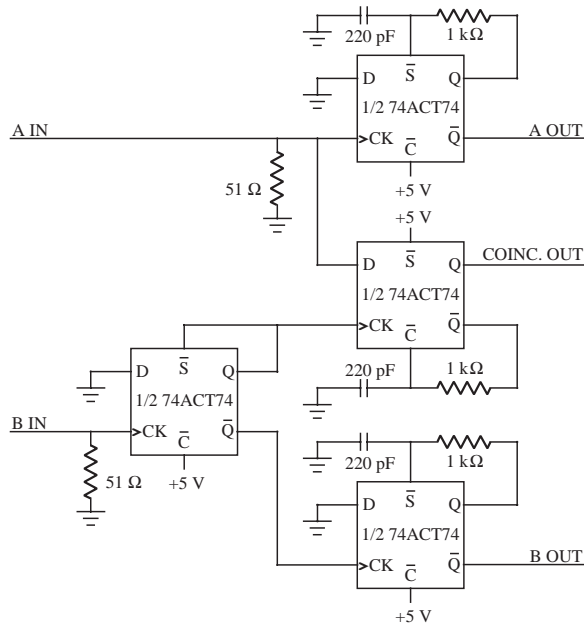 220 pF
1 kΩ
D
S̅
Q
1/2 74ACT74
A IN
CK
C̅
Q̅
A OUT
51 Ω
+5 V
+5 V
D
S̅
Q
COINC. OUT
1/2 74ACT74
CK
C̅
Q̅
D
S̅
Q
220 pF
1 kΩ
1/2 74ACT74
B IN
CK
C̅
Q̅
51 Ω
+5 V
220 pF
1 kΩ
D
S̅
Q
1/2 74ACT74
CK
C̅
Q̅
B OUT
+5 V